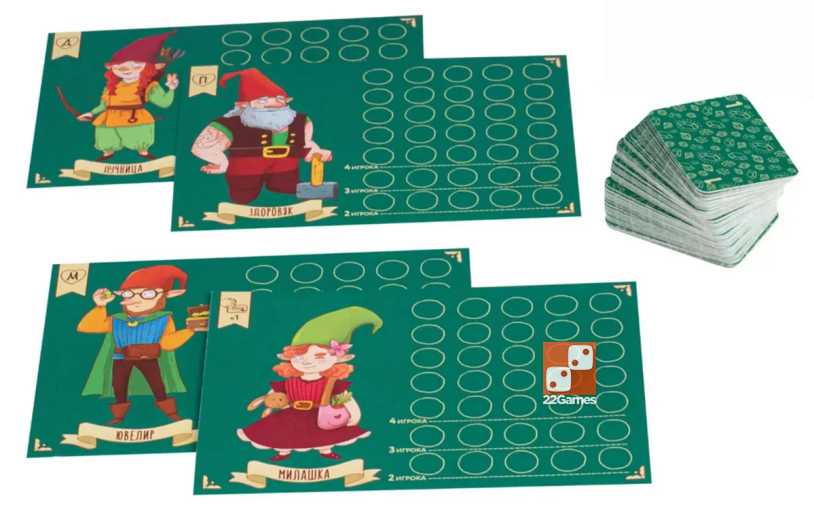 Д
ЛУЧНИЦА
П
ЗДОРОВЯК
4 ИГРОКА
3 ИГРОКА
2 ИГРОКА
М
ЮВЕЛИР
x1
МИЛАШКА
4 ИГРОКА
3 ИГРОКА
2 ИГРОКА
22Games